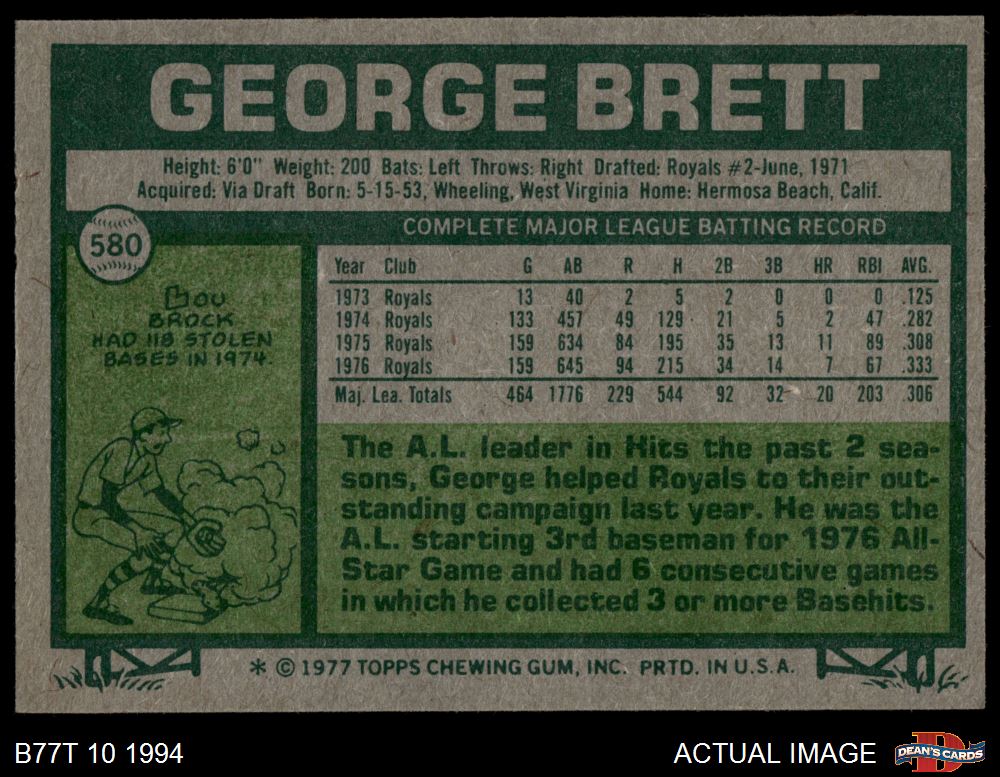 GEORGE BRETT
Height: 6'0" Weight: 200 Bats: Left Throws: Right Drafted: Royals #2-June, 1971
Acquired: Via Draft Born: 5-15-53, Wheeling, West Virginia Home: Hermosa Beach, Calif.
580
LOU
BROCK
HAD 118 STOLEN
BASES IN 1974.
COMPLETE MAJOR LEAGUE BATTING RECORD
Year Club G AB R H 2B 3B HR RBI AVG.
1973 Royals 13 40 2 5 2 0 0 0 .125
1974 Royals 133 457 49 129 21 5 2 47 .282
1975 Royals 159 634 84 195 35 13 11 89 .308
1976 Royals 159 645 94 215 34 14 7 67 .333
Maj. Lea. Totals 464 1776 229 544 92 32 20 203 .306
The A.L. leader in Hits the past 2 sea-
sons, George helped Royals to their out-
standing campaign last year. He was the
A.L. starting 3rd baseman for 1976 All-
Star Game and had 6 consecutive games
in which he collected 3 or more Basehits.
* © 1977 TOPPS CHEWING GUM, INC. PRTD. IN U.S.A.
B77T 10 1994
ACTUAL IMAGE
D
DEAN'S CARDS